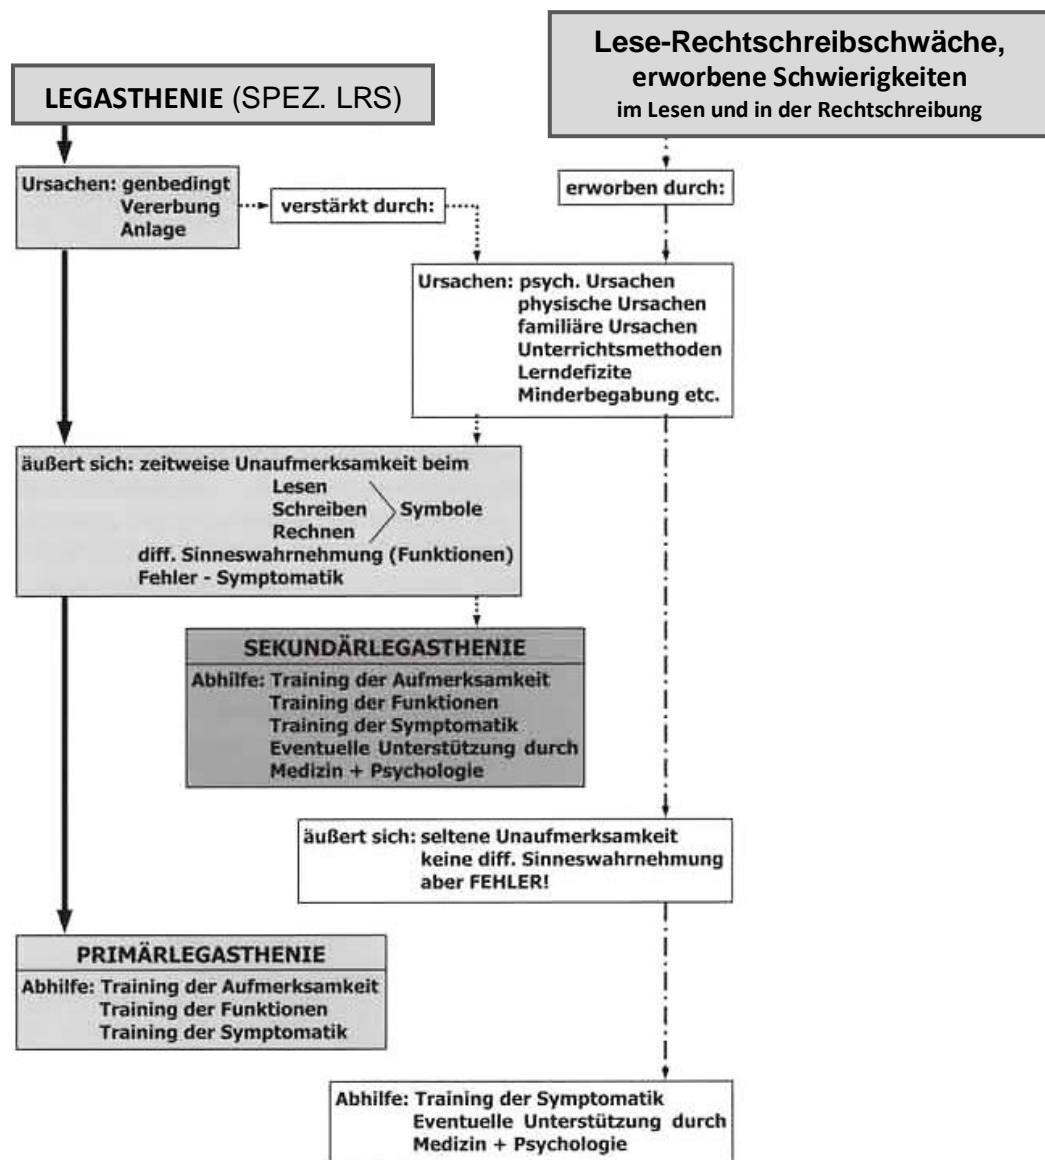 LEGASTHENIE (SPEZ. LRS)
Lese-Rechtschreibschwäche,
erworbene Schwierigkeiten
im Lesen und in der Rechtschreibung
Ursachen: genbedingt
Vererbung
Anlage
verstärkt durch:
erworben durch:
Ursachen: psych. Ursachen
physische Ursachen
familiäre Ursachen
Unterrichtsmethoden
Lerndefizite
Minderbegabung etc.
äußert sich: zeitweise Unaufmerksamkeit beim
Lesen
Schreiben
Symbole
Rechnen
diff. Sinneswahrnehmung (Funktionen)
Fehler - Symptomatik
SEKUNDÄRLEGASTHENIE
Abhilfe: Training der Aufmerksamkeit
Training der Funktionen
Training der Symptomatik
Eventuelle Unterstützung durch
Medizin + Psychologie
äußert sich: seltene Unaufmerksamkeit
keine diff. Sinneswahrnehmung
aber FEHLER!
PRIMÄRLEGASTHENIE
Abhilfe: Training der Aufmerksamkeit
Training der Funktionen
Training der Symptomatik
Abhilfe: Training der Symptomatik
Eventuelle Unterstützung durch
Medizin + Psychologie